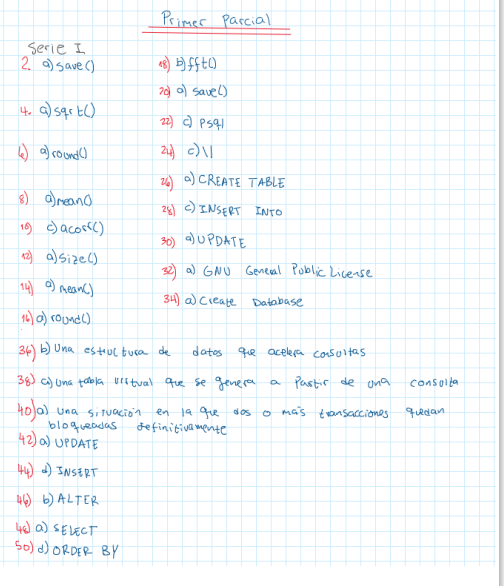 Primer Parcial
Serie I
2. a) save()
4. a) sqrt()
6) a) round()
8) a) mean()
10) c) acosf()
12) a) size()
14) a) mean()
16) a) round()
18) b) fft()
20) a) save()
22) c) psql
24) c) \l
26) a) CREATE TABLE
28) c) INSERT INTO
30) a) UPDATE
32) a) GNU General Public License
34) a) Create Database
36) b) Una estructura de datos que acelera consultas
38) c) una tabla virtual que se genera a partir de una consulta
40) a) una situación en la que dos o más transacciones quedan
bloqueadas definitivamente
42) a) UPDATE
44) d) INSERT
46) b) ALTER
48) a) SELECT
50) d) ORDER BY